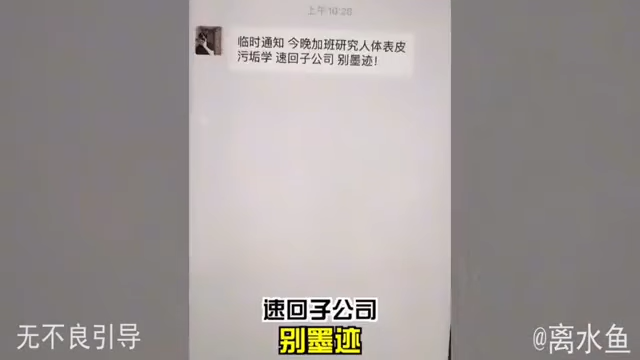 上午10:20
临时通知 今晚加班研究人体表皮
污垢学 速回子公司 别墨迹!
速回子公司
别墨迹
无不良引导
@离水鱼